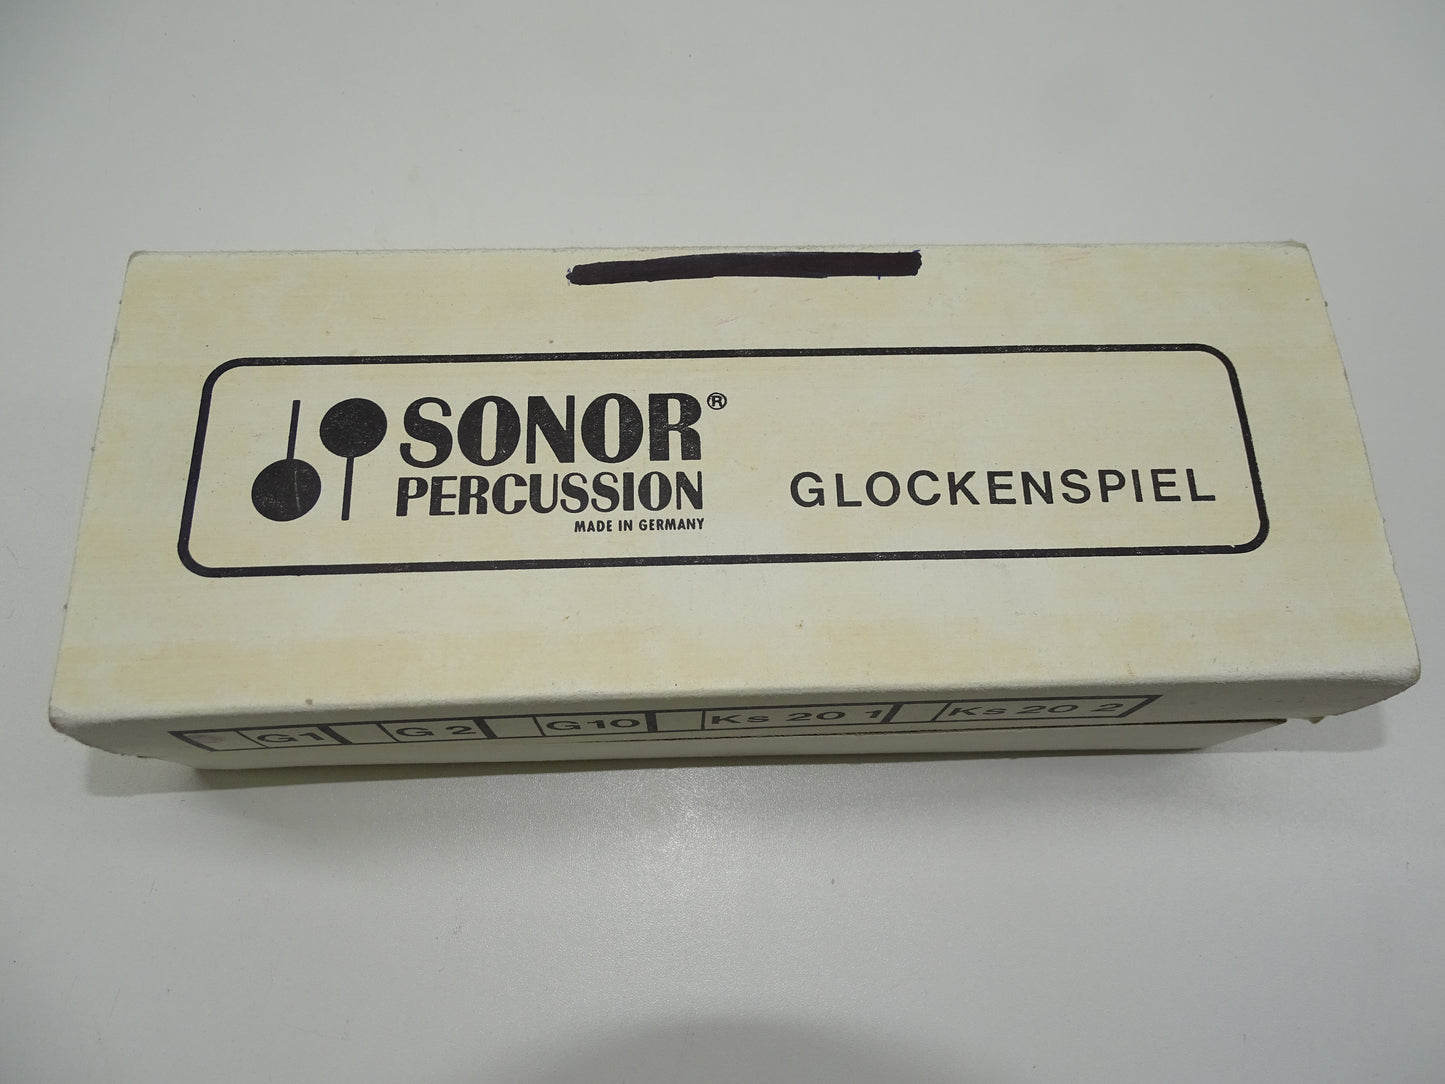 SONOR®
PERCUSSION
MADE IN GERMANY
GLOCKENSPIEL
G1 G2 G10 Ks 20 1 Ks 20 2